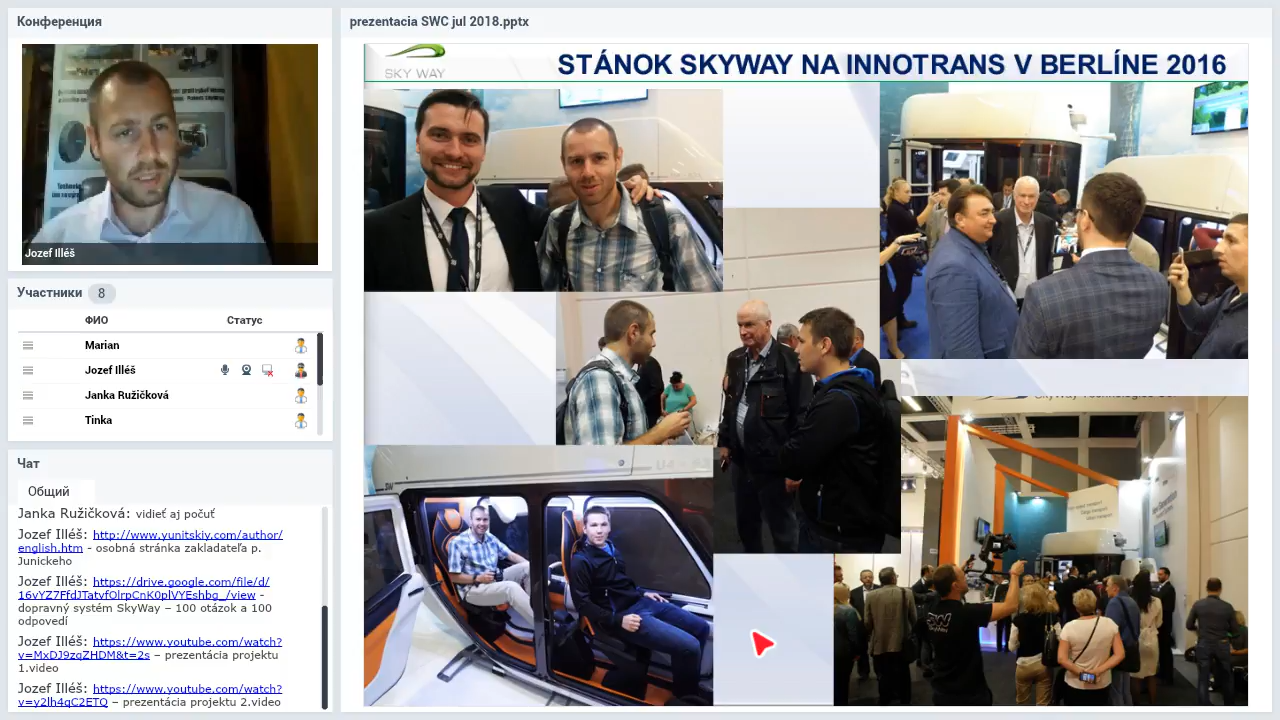 Конференция
Jozef Illéš
Участники 8
ФИО Статус
Marian
Jozef Illéš
Janka Ružičková
Tinka
Чат
Общий
Janka Ružičková: vidieť aj počuť
Jozef Illéš: http://www.yunitskiy.com/author/
english.htm - osobná stránka zakladateľa p.
Junickeho
Jozef Illéš: https://drive.google.com/file/d/
16vYZ7FfdJTatvfOlrpCnK0plVYEshbg_/view -
dopravný systém SkyWay – 100 otázok a 100
odpovedí
Jozef Illéš: https://www.youtube.com/watch?
v=MxDJ9zqZHDM&t=2s – prezentácia projektu
1.video
Jozef Illéš: https://www.youtube.com/watch?
v=y2lh4qC2ETQ – prezentácia projektu 2.video
prezentacia SWC jul 2018.pptx
SKY WAY
STÁNOK SKYWAY NA INNOTRANS V BERLÍNE 2016